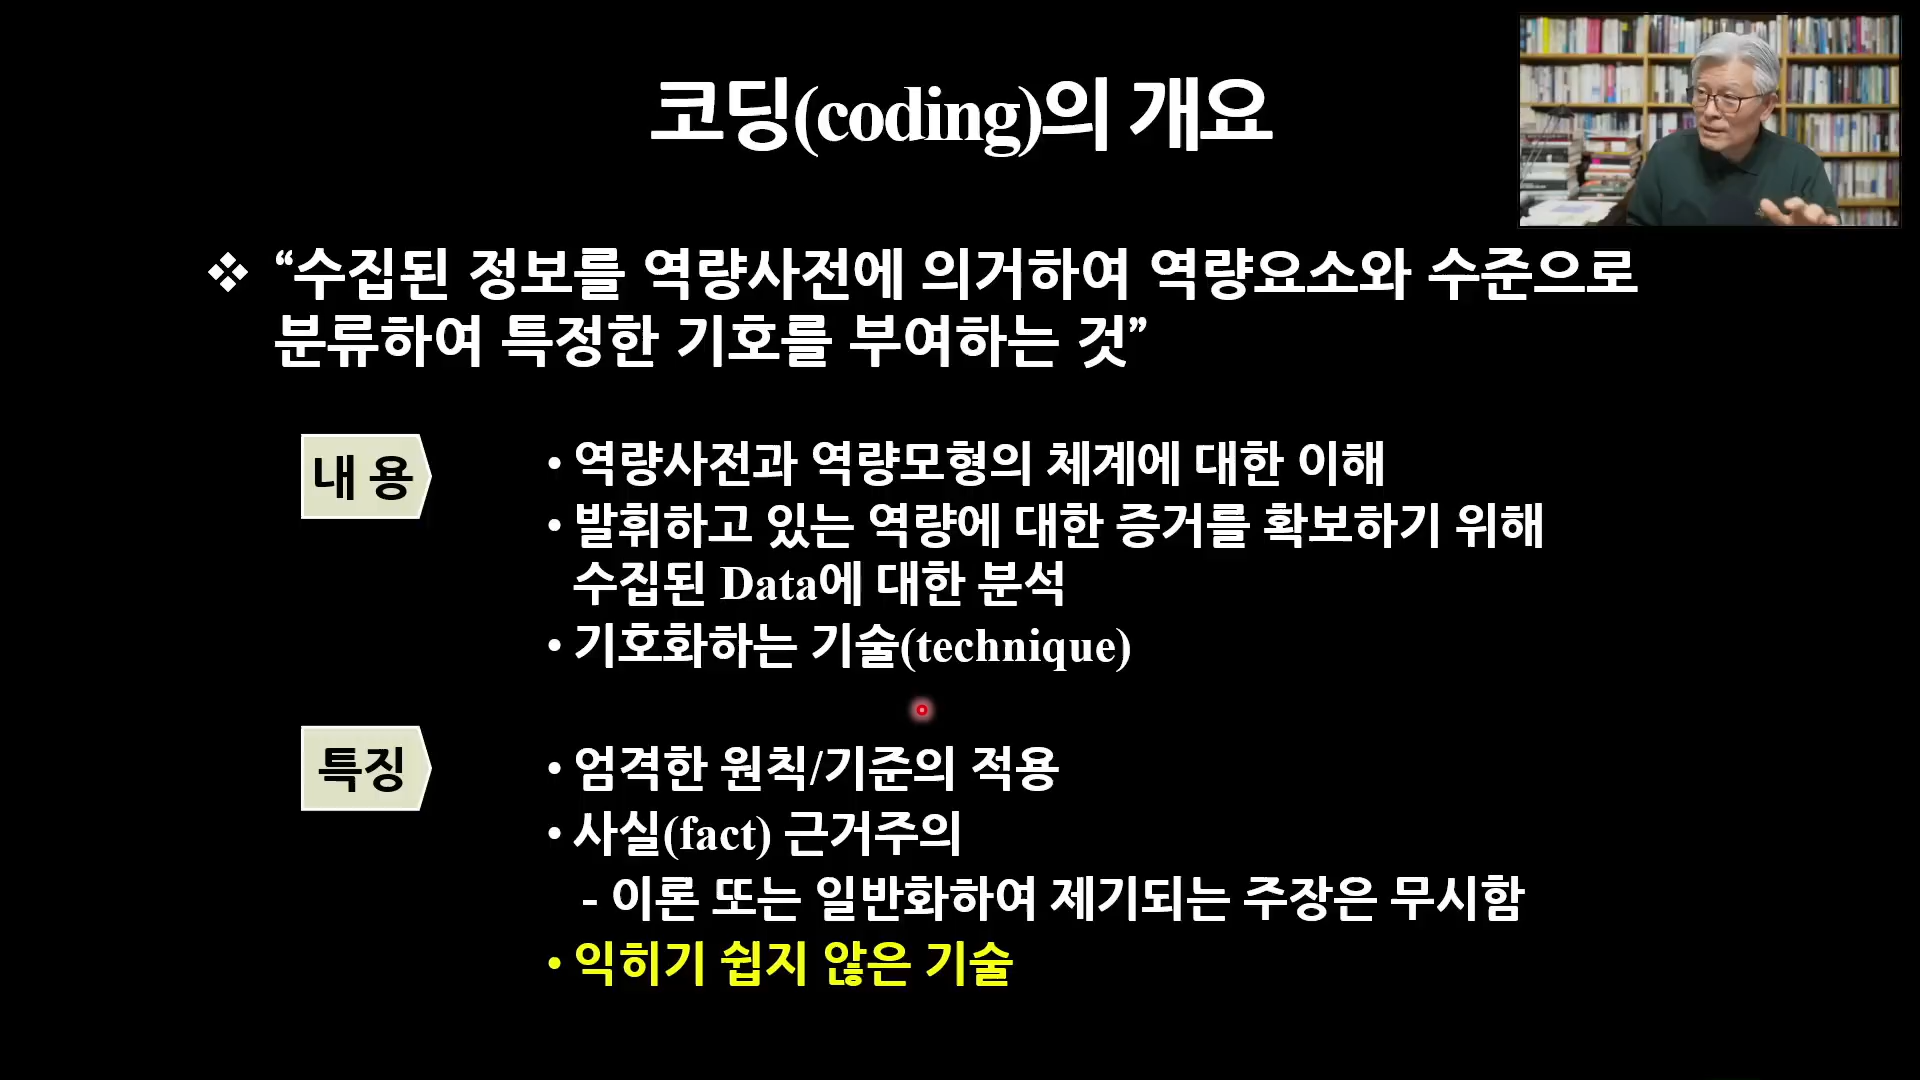 코딩(coding)의 개요
❖ “수집된 정보를 역량사전에 의거하여 역량요소와 수준으로
분류하여 특정한 기호를 부여하는 것”
내 용
• 역량사전과 역량모형의 체계에 대한 이해
• 발휘하고 있는 역량에 대한 증거를 확보하기 위해
수집된 Data에 대한 분석
• 기호화하는 기술(technique)
특징
• 엄격한 원칙/기준의 적용
• 사실(fact) 근거주의
- 이론 또는 일반화하여 제기되는 주장은 무시함
• 익히기 쉽지 않은 기술